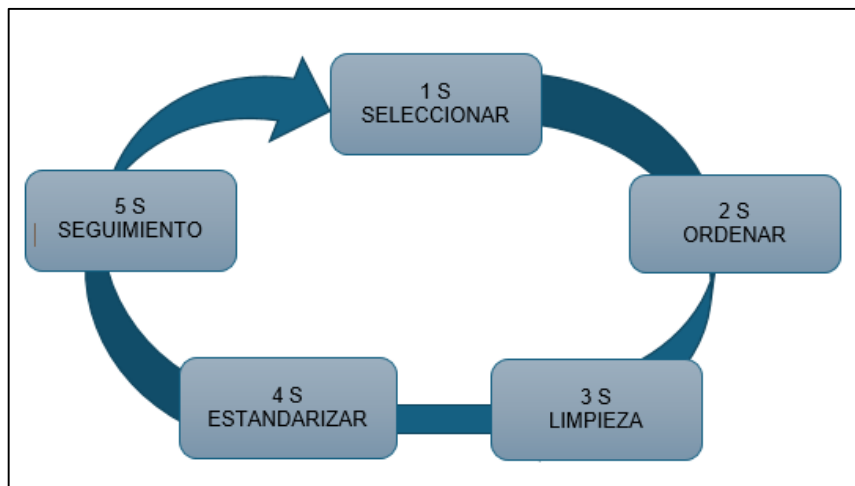 1 S
SELECCIONAR
2 S
ORDENAR
3 S
LIMPIEZA
4 S
ESTANDARIZAR
5 S
SEGUIMIENTO